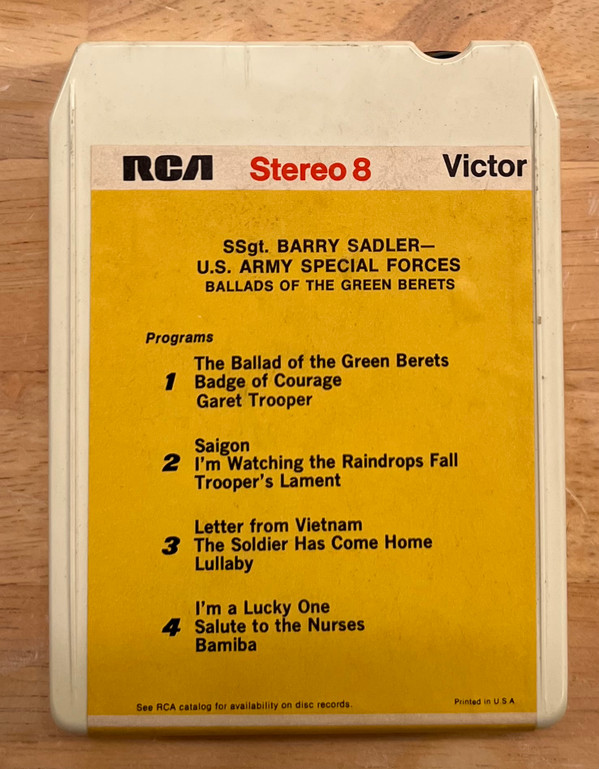 RCA Stereo 8 Victor
SSgt. BARRY SADLER—
U.S. ARMY SPECIAL FORCES
BALLADS OF THE GREEN BERETS
Programs
1
The Ballad of the Green Berets
Badge of Courage
Garet Trooper
2
Saigon
I'm Watching the Raindrops Fall
Trooper's Lament
3
Letter from Vietnam
The Soldier Has Come Home
Lullaby
4
I'm a Lucky One
Salute to the Nurses
Bamiba
See RCA catalog for availability on disc records. Printed in U S A